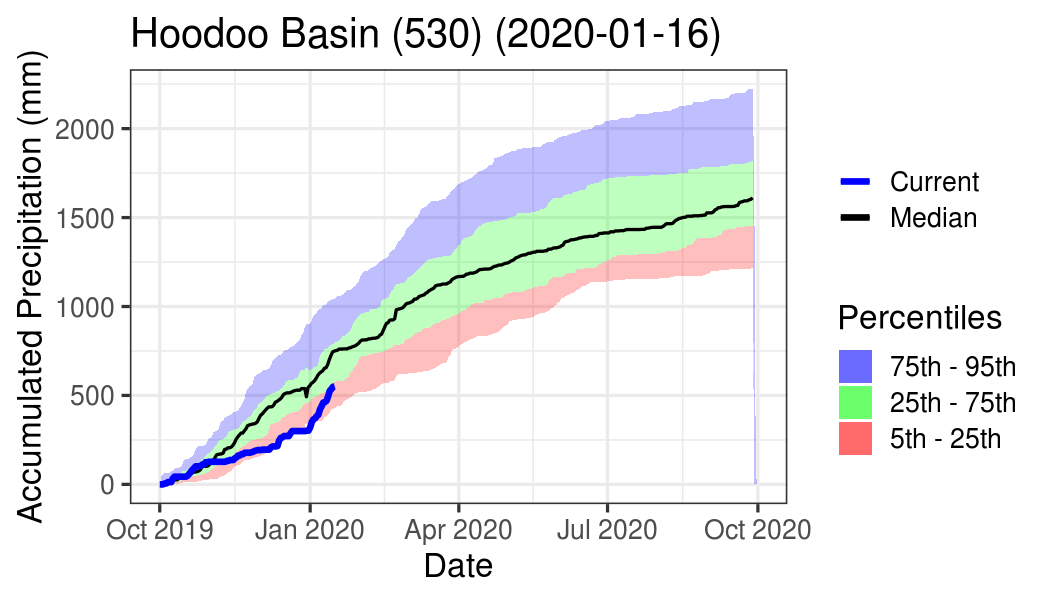 Hoodoo Basin (530) (2020-01-16)
Accumulated Precipitation (mm)
2000
1500
1000
500
0
Oct 2019
Jan 2020
Apr 2020
Jul 2020
Oct 2020
Date
Current
Median
Percentiles
75th - 95th
25th - 75th
5th - 25th